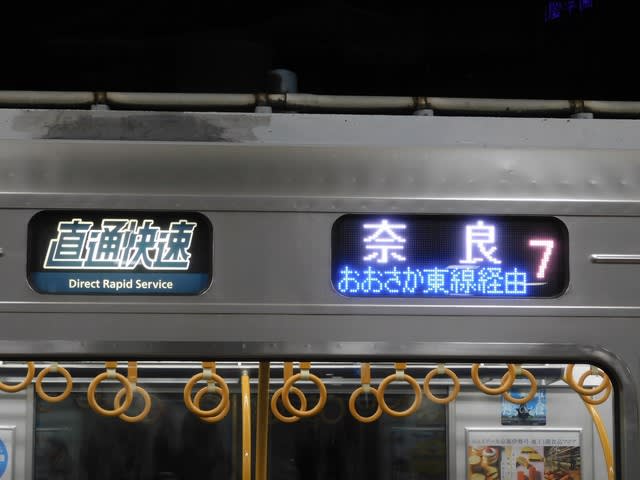 直通快速
Direct Rapid Service
奈良 7
おおさか東線経由